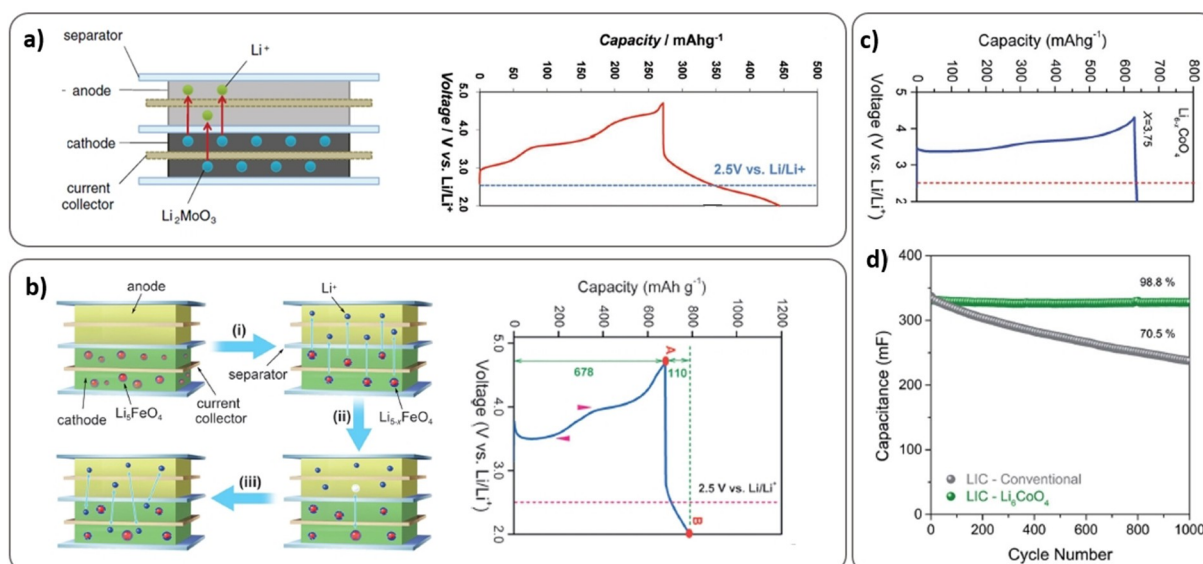 a)
separator
Li⁺
anode
cathode
current
collector
Li₂MoO₃
Capacity / mAhg⁻¹
0
50
100
150
200
250
300
350
400
450
500
Voltage / V vs. Li/Li⁺
5.0
4.0
3.0
2.0
2.5V vs. Li/Li+
b)
anode
Li⁺
(i)
separator
cathode
Li₅FeO₄
current
collector
Li₅₋ₓFeO₄
(ii)
(iii)
Capacity (mAh g⁻¹)
0
200
400
600
800
1000
1200
Voltage (V vs. Li/Li⁺)
5.0
4.0
3.0
2.0
A
678
110
2.5 V vs. Li/Li⁺
B
c)
Capacity (mAhg⁻¹)
0
100
200
300
400
500
600
700
800
Voltage (V vs. Li/Li⁺)
5
4
3
2
Li₆₋ₓCoO₄
X=3.75
d)
400
300
200
100
0
Capacitance (mF)
98.8 %
70.5 %
LIC - Conventional
LIC - Li₆CoO₄
0
200
400
600
800
1000
Cycle Number